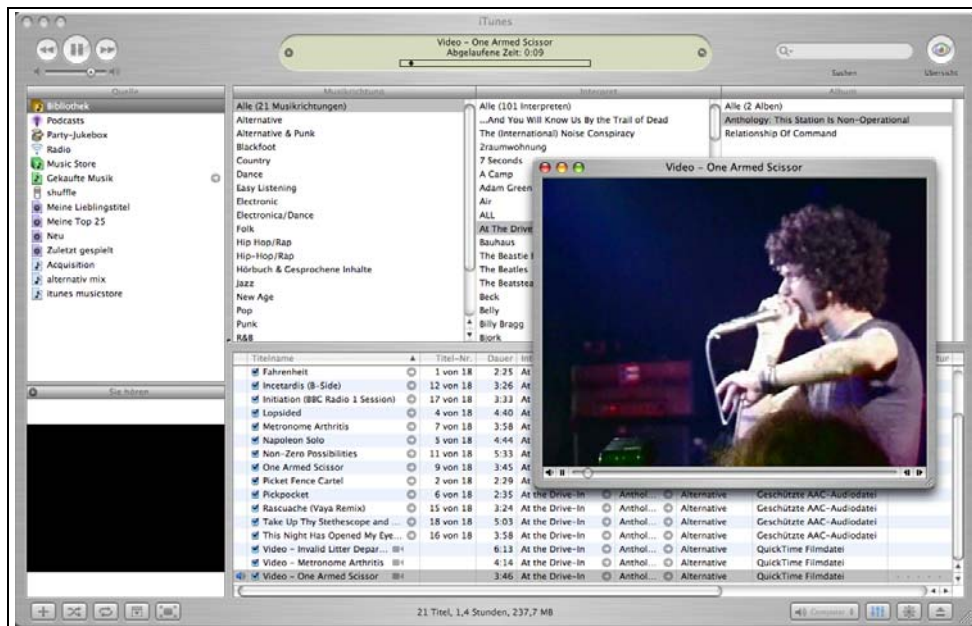 iTunes
Video – One Armed Scissor
Abgelaufene Zeit: 0:09
Suchen
Übersicht
Quelle
Bibliothek
Podcasts
Party-Jukebox
Radio
Music Store
Gekaufte Musik
shuffle
Meine Lieblingstitel
Meine Top 25
Neu
Zuletzt gespielt
Acquisition
alternativ mix
itunes musicstore
Musikrichtung
Alle (21 Musikrichtungen)
Alternative
Alternative & Punk
Blackfoot
Country
Dance
Easy Listening
Electronic
Electronica/Dance
Folk
Hip Hop/Rap
Hip-Hop/Rap
Hörbuch & Gesprochene Inhalte
Jazz
New Age
Pop
Punk
R&B
Interpret
Alle (101 Interpreten)
...And You Will Know Us By the Trail of Dead
The (International) Noise Conspiracy
2raumwohnung
7 Seconds
A Camp
Adam Green
Air
ALL
At The Drive
Bauhaus
The Beastie
The Beatles
The Beatstea
Beck
Belly
Billy Bragg
Bjork
Album
Alle (2 Alben)
Anthology: This Station Is Non-Operational
Relationship Of Command
Video – One Armed Scissor
Sie hören
Titelname Titel-Nr. Dauer Int
Fahrenheit 1 von 18 2:25 At
Incetardis (B-Side) 12 von 18 3:26 At
Initiation (BBC Radio 1 Session) 17 von 18 3:33 At
Lopsided 4 von 18 4:40 At
Metronome Arthritis 7 von 18 3:58 At
Napoleon Solo 5 von 18 4:44 At
Non-Zero Possibilities 11 von 18 5:33 At
One Armed Scissor 9 von 18 3:45 At
Picket Fence Cartel 2 von 18 2:29 At
Pickpocket 6 von 18 2:35 At the Drive-In Anthol... Alternative Geschützte AAC-Audiodatei
Rascuache (Vaya Remix) 15 von 18 3:24 At the Drive-In Anthol... Alternative Geschützte AAC-Audiodatei
Take Up Thy Stethescope and ... 18 von 18 5:03 At the Drive-In Anthol... Alternative Geschützte AAC-Audiodatei
This Night Has Opened My Eye... 16 von 18 3:58 At the Drive-In Anthol... Alternative Geschützte AAC-Audiodatei
Video – Invalid Litter Depar... 6:13 At the Drive-In Anthol... Alternative QuickTime Filmdatei
Video – Metronome Arthritis 4:14 At the Drive-In Anthol... Alternative QuickTime Filmdatei
Video – One Armed Scissor 3:46 At the Drive-In Anthol... Alternative QuickTime Filmdatei
21 Titel, 1,4 Stunden, 237,7 MB
Computer